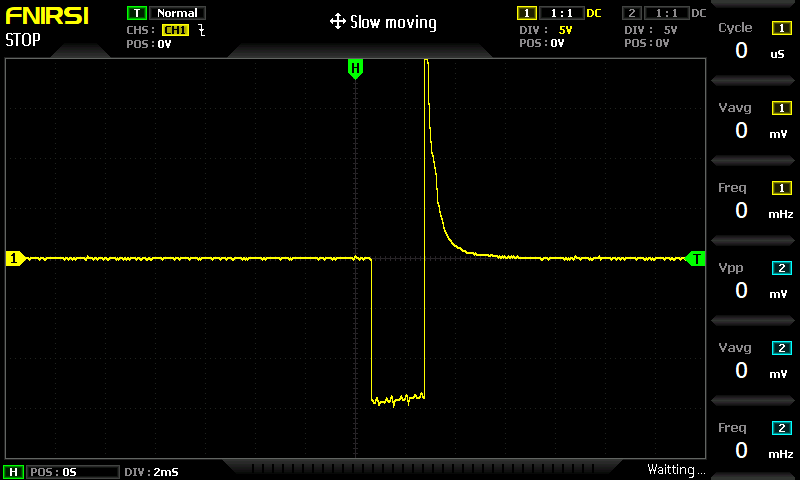 FNIRSI
STOP
T Normal
CHS: CH1
POS: 0V
Slow moving
1 1:1 DC
DIV: 5V
POS: 0V
2 1:1 DC
DIV: 5V
POS: 0V
H
1
T
Cycle 1
0 uS
Vavg 1
0 mV
Freq 1
0 mHz
Vpp 2
0 mV
Vavg 2
0 mV
Freq 2
0 mHz
H POS: 0S DIV: 2mS
Waitting...